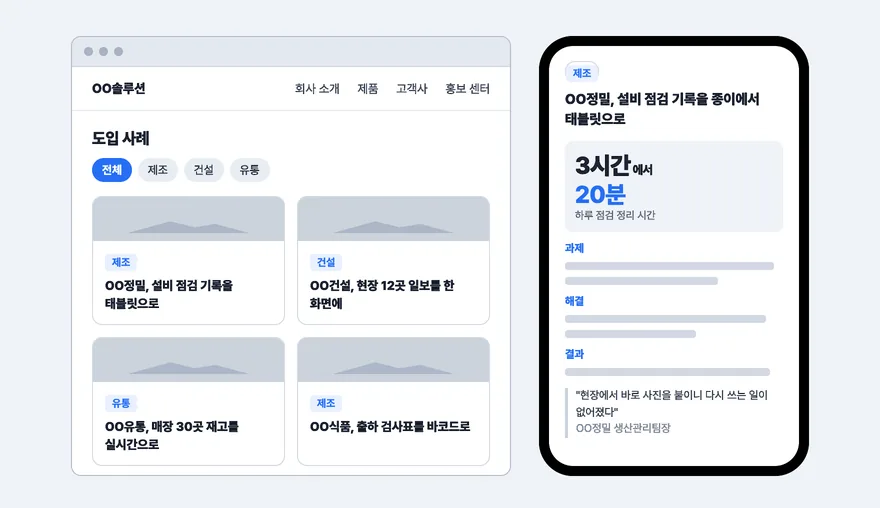 OO솔루션
회사 소개 제품 고객사 홍보 센터
도입 사례
전체 제조 건설 유통
제조
OO정밀, 설비 점검 기록을
태블릿으로
건설
OO건설, 현장 12곳 일보를 한
화면에
유통
OO유통, 매장 30곳 재고를
실시간으로
제조
OO식품, 출하 검사표를 바코드로
제조
OO정밀, 설비 점검 기록을 종이에서
태블릿으로
3시간에서
20분
하루 점검 정리 시간
과제
해결
결과
"현장에서 바로 사진을 붙이니 다시 쓰는 일이
없어졌다"
OO정밀 생산관리팀장